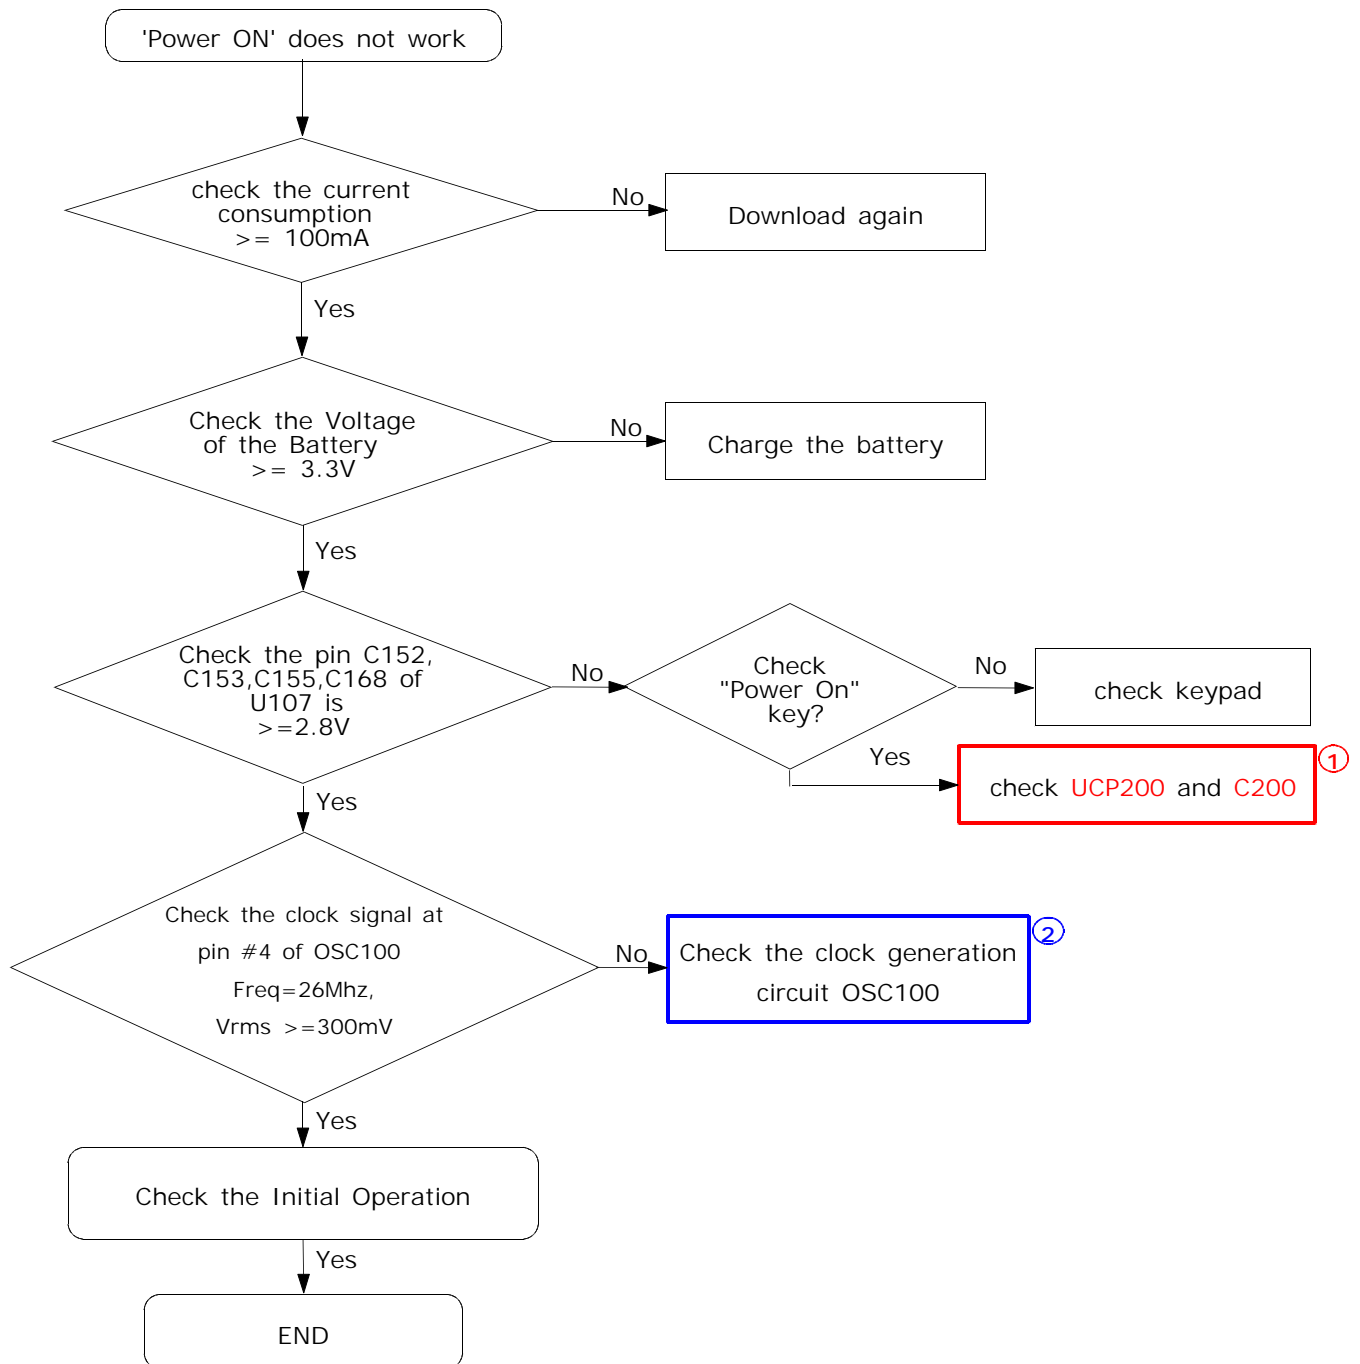 'Power ON' does not work
check the current
consumption
>= 100mA
No
Download again
Yes
Check the Voltage
of the Battery
>= 3.3V
No
Charge the battery
Yes
Check the pin C152,
C153,C155,C168 of
U107 is
>=2.8V
No
Check
"Power On"
key?
No
check keypad
Yes
check UCP200 and C200
1
Yes
Check the clock signal at
pin #4 of OSC100
Freq=26Mhz,
Vrms >=300mV
No
Check the clock generation
circuit OSC100
2
Yes
Check the Initial Operation
Yes
END